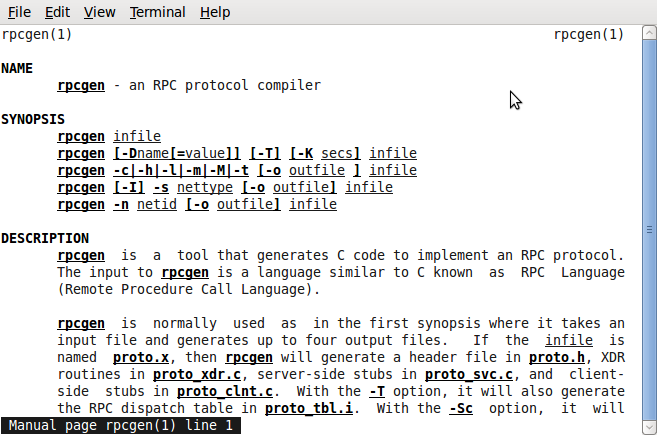 File Edit View Terminal Help
rpcgen(1) rpcgen(1)
NAME
rpcgen - an RPC protocol compiler
SYNOPSIS
rpcgen infile
rpcgen [-Dname[=value]] [-T] [-K secs] infile
rpcgen -c|-h|-l|-m|-M|-t [-o outfile ] infile
rpcgen [-I] -s nettype [-o outfile] infile
rpcgen -n netid [-o outfile] infile
DESCRIPTION
rpcgen is a tool that generates C code to implement an RPC protocol.
The input to rpcgen is a language similar to C known as RPC Language
(Remote Procedure Call Language).
rpcgen is normally used as in the first synopsis where it takes an
input file and generates up to four output files. If the infile is
named proto.x, then rpcgen will generate a header file in proto.h, XDR
routines in proto_xdr.c, server-side stubs in proto_svc.c, and client-
side stubs in proto_clnt.c. With the -T option, it will also generate
the RPC dispatch table in proto_tbl.i. With the -Sc option, it will
Manual page rpcgen(1) line 1